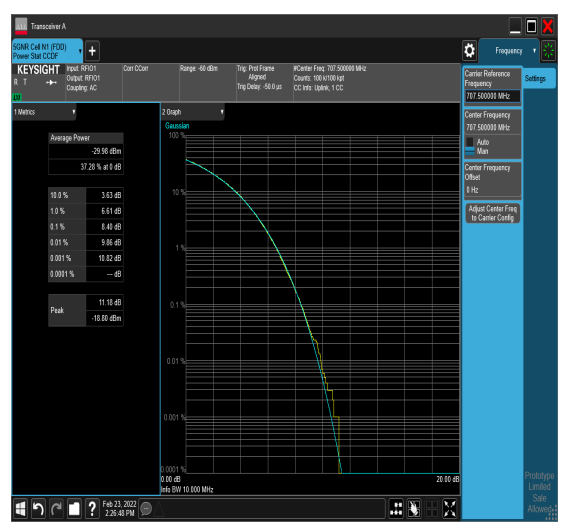 Transceiver A
5GNR Cell N1 (FDD)
Power Stat CCDF
Frequency
KEYSIGHT
R T
Input: RFIO1
Output: RFIO1
Coupling: AC
Corr CCorr
Range: -60 dBm
Trig: Prot Frame
Aligned
Trig Delay: -50.0 µs
#Center Freq: 707.500000 MHz
Counts: 100 k/100 kpt
CC Info: Uplink, 1 CC
1 Metrics
Average Power
-29.98 dBm
37.28 % at 0 dB
10.0 % 3.63 dB
1.0 % 6.61 dB
0.1 % 8.40 dB
0.01 % 9.86 dB
0.001 % 10.82 dB
0.0001 % --- dB
Peak
11.18 dB
-18.80 dBm
2 Graph
Gaussian
100 %
10 %
1 %
0.1 %
0.01 %
0.001 %
0.0001 %
0.00 dB
20.00 dB
Info BW 10.000 MHz
Carrier Reference
Frequency
707.500000 MHz
Center Frequency
707.500000 MHz
Auto
Man
Center Frequency
Offset
0 Hz
Adjust Center Freq
to Carrier Config
Settings
Prototype
Limited
Sale
Allowed
?
Feb 23, 2022
2:26:48 PM